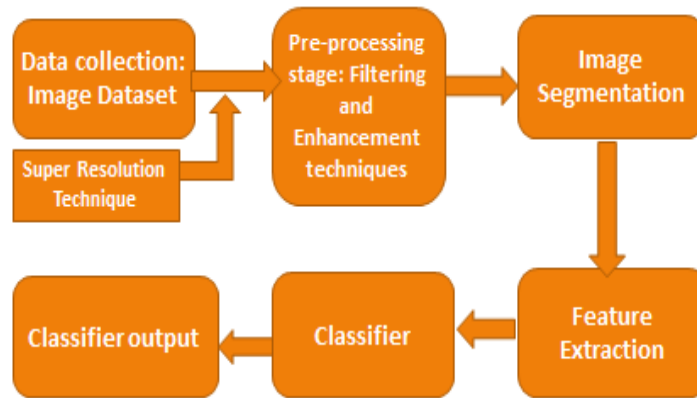 Data collection:
Image Dataset
Super Resolution
Technique
Pre-processing
stage: Filtering
and
Enhancement
techniques
Image
Segmentation
Feature
Extraction
Classifier
Classifier output